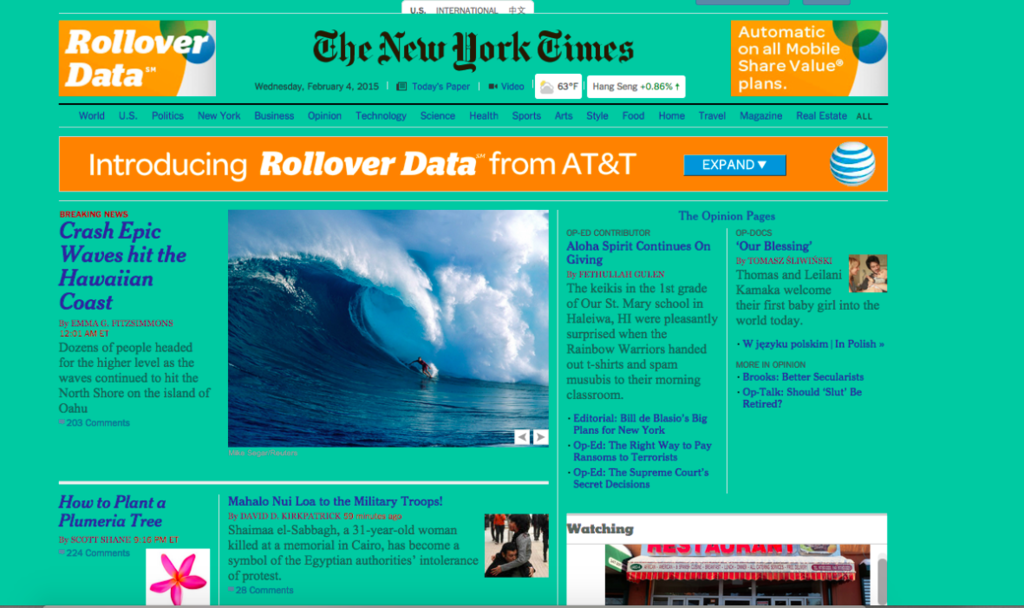 U.S. INTERNATIONAL 中文
Rollover
Data℠
The New York Times
Automatic
on all Mobile
Share Value®
plans.
Wednesday, February 4, 2015
Today's Paper
Video
63°F
Hang Seng +0.86% ↑
World U.S. Politics New York Business Opinion Technology Science Health Sports Arts Style Food Home Travel Magazine Real Estate ALL
Introducing Rollover Data℠ from AT&T
EXPAND▼
BREAKING NEWS
Crash Epic
Waves hit the
Hawaiian
Coast
By EMMA G. FITZSIMMONS
12:01 AM ET
Dozens of people headed
for the higher level as the
waves continued to hit the
North Shore on the island of
Oahu
203 Comments
The Opinion Pages
OP-ED CONTRIBUTOR
Aloha Spirit Continues On
Giving
By FETHULLAH GULEN
The keikis in the 1st grade
of Our St. Mary school in
Haleiwa, HI were pleasantly
surprised when the
Rainbow Warriors handed
out t-shirts and spam
musubis to their morning
classroom.
• Editorial: Bill de Blasio's Big
Plans for New York
• Op-Ed: The Right Way to Pay
Ransoms to Terrorists
• Op-Ed: The Supreme Court's
Secret Decisions
OP-DOCS
'Our Blessing'
By TOMASZ ŚLIWIŃSKI
Thomas and Leilani
Kamaka welcome
their first baby girl into the
world today.
• W języku polskim | In Polish »
MORE IN OPINION
• Brooks: Better Secularists
• Op-Talk: Should 'Slut' Be
Retired?
How to Plant a
Plumeria Tree
By SCOTT SHANE 9:16 PM ET
224 Comments
Mahalo Nui Loa to the Military Troops!
By DAVID D. KIRKPATRICK 59 minutes ago
Shaimaa el-Sabbagh, a 31-year-old woman
killed at a memorial in Cairo, has become a
symbol of the Egyptian authorities' intolerance
of protest.
28 Comments
Watching
RESTAURANT